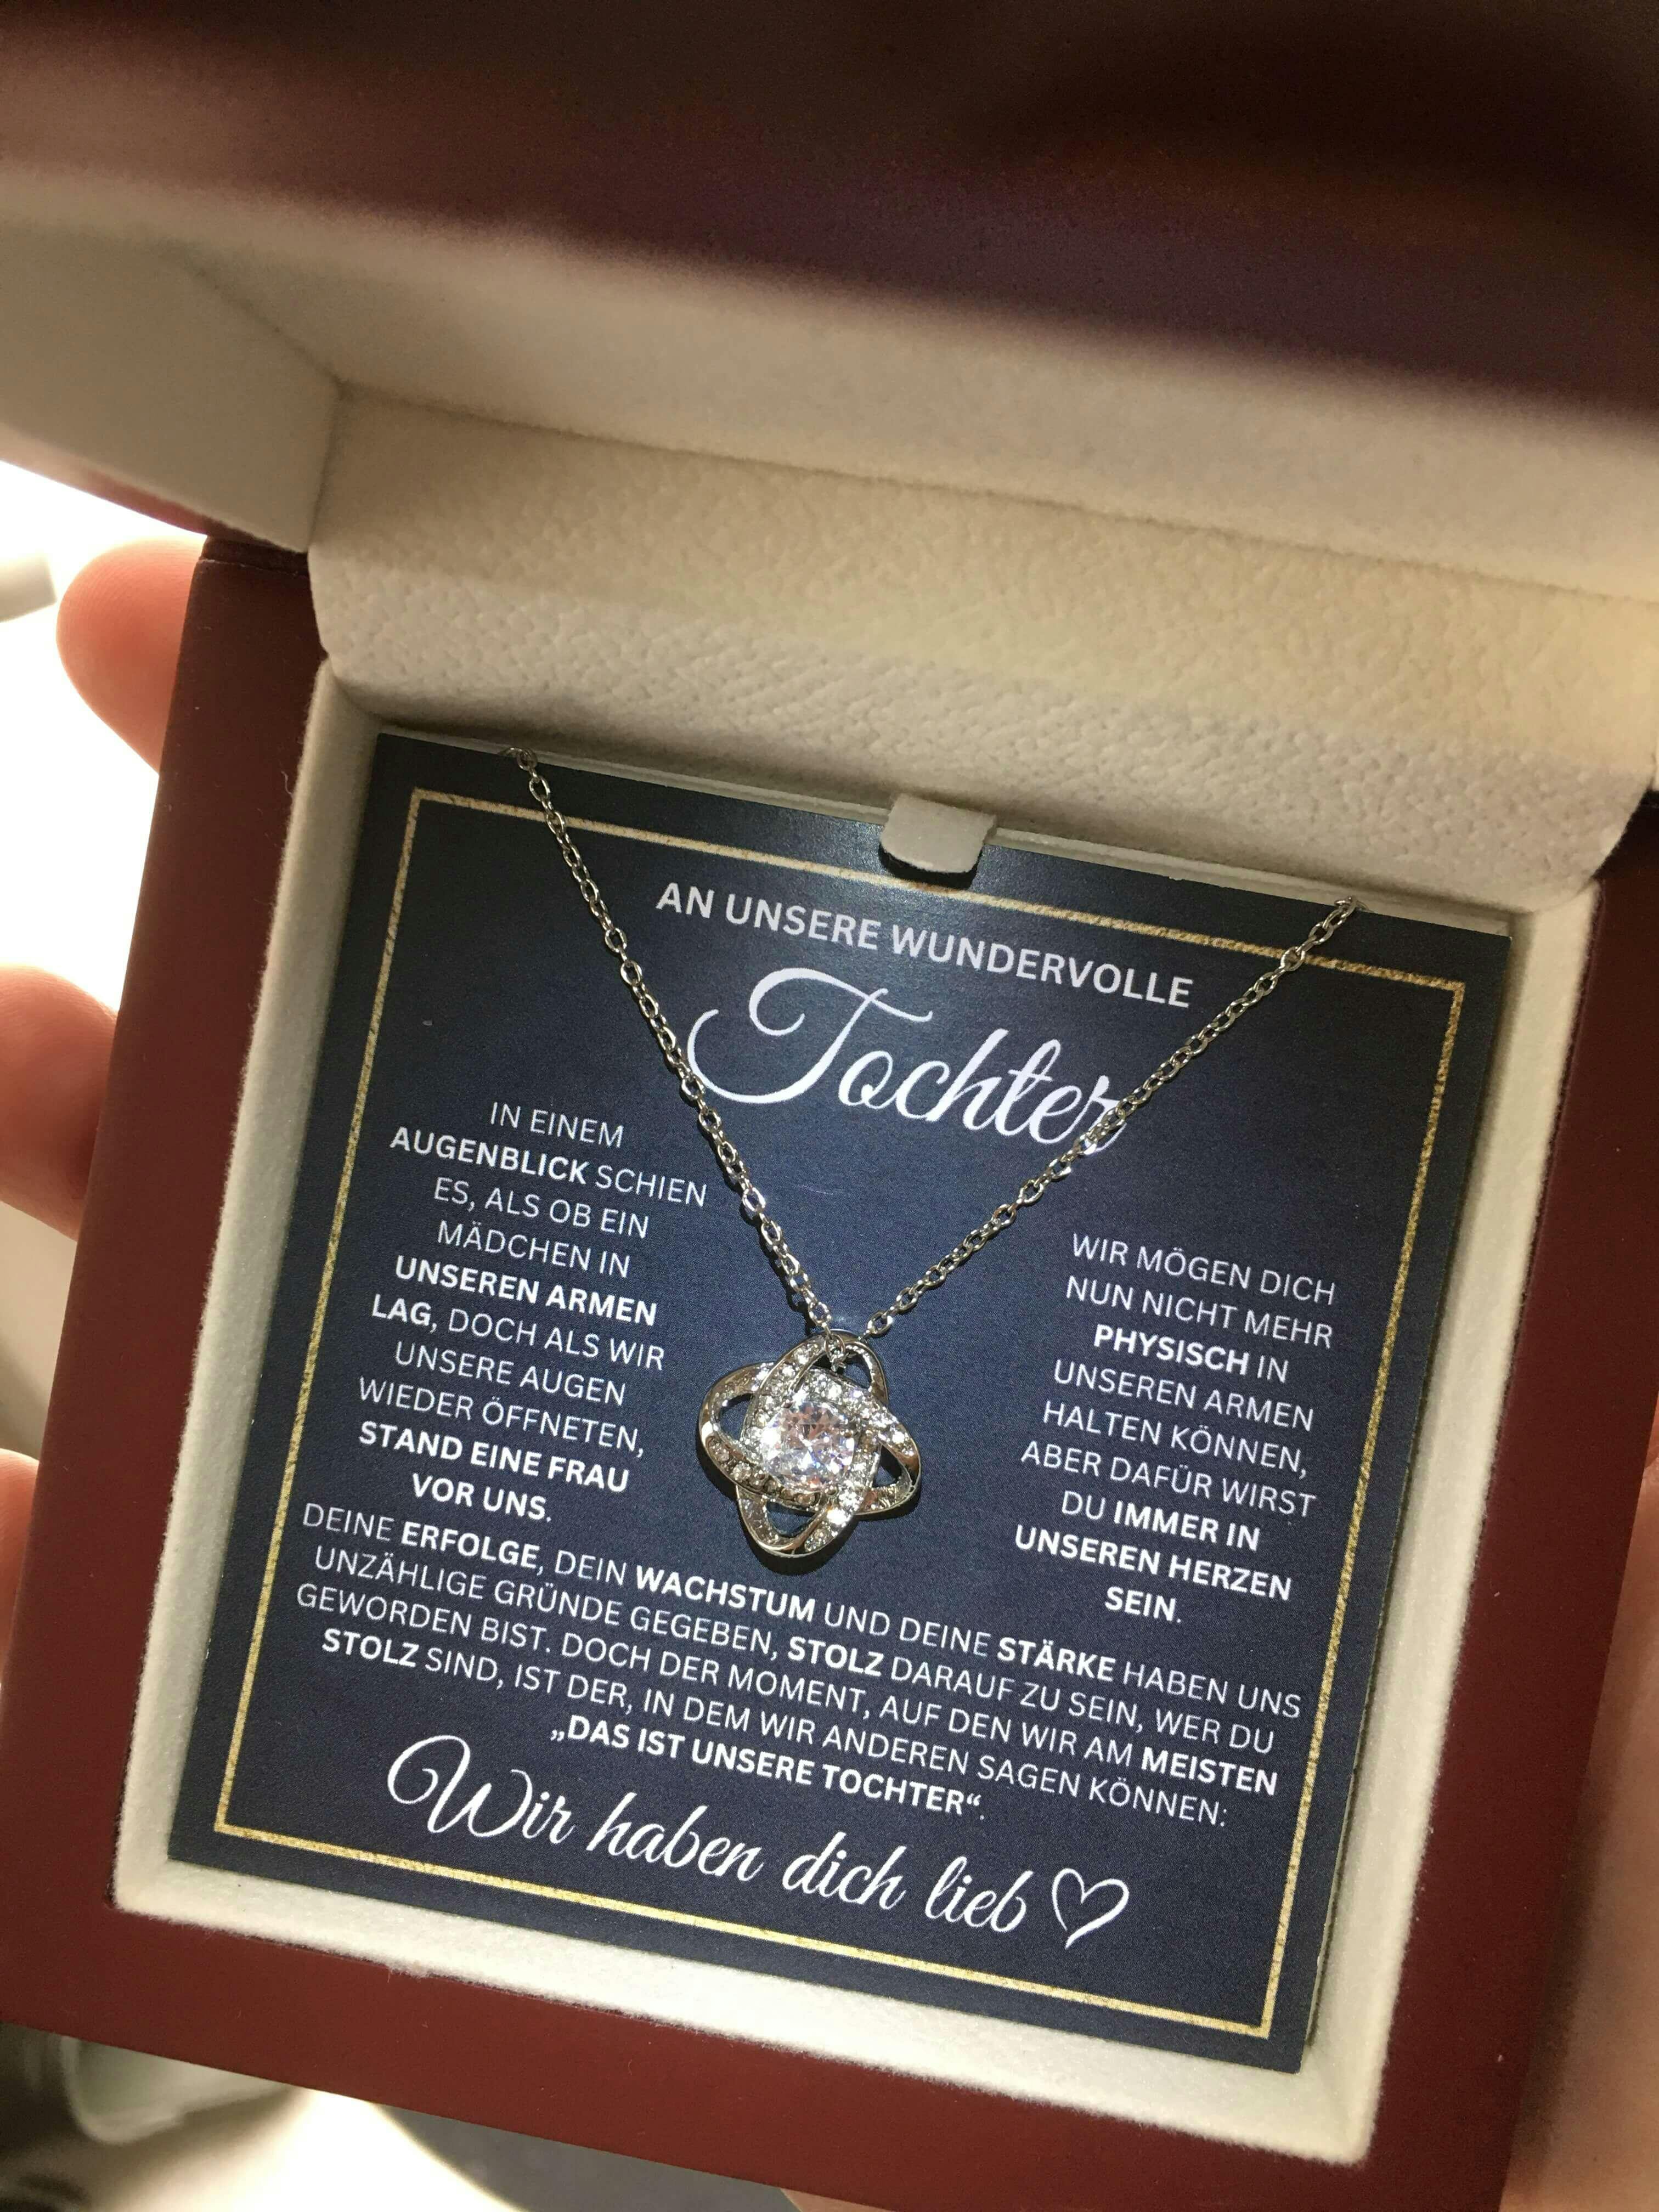 AN UNSERE WUNDERVOLLE
Tochter
IN EINEM
AUGENBLICK SCHIEN
ES, ALS OB EIN
MÄDCHEN IN
UNSEREN ARMEN
LAG, DOCH ALS WIR
UNSERE AUGEN
WIEDER ÖFFNETEN,
STAND EINE FRAU
VOR UNS.
WIR MÖGEN DICH
NUN NICHT MEHR
PHYSISCH IN
UNSEREN ARMEN
HALTEN KÖNNEN,
ABER DAFÜR WIRST
DU IMMER IN
UNSEREN HERZEN
SEIN.
DEINE ERFOLGE, DEIN WACHSTUM UND DEINE STÄRKE HABEN UNS
UNZÄHLIGE GRÜNDE GEGEBEN, STOLZ DARAUF ZU SEIN, WER DU
GEWORDEN BIST. DOCH DER MOMENT, AUF DEN WIR AM MEISTEN
STOLZ SIND, IST DER, IN DEM WIR ANDEREN SAGEN KÖNNEN:
„DAS IST UNSERE TOCHTER“.
Wir haben dich lieb ♡